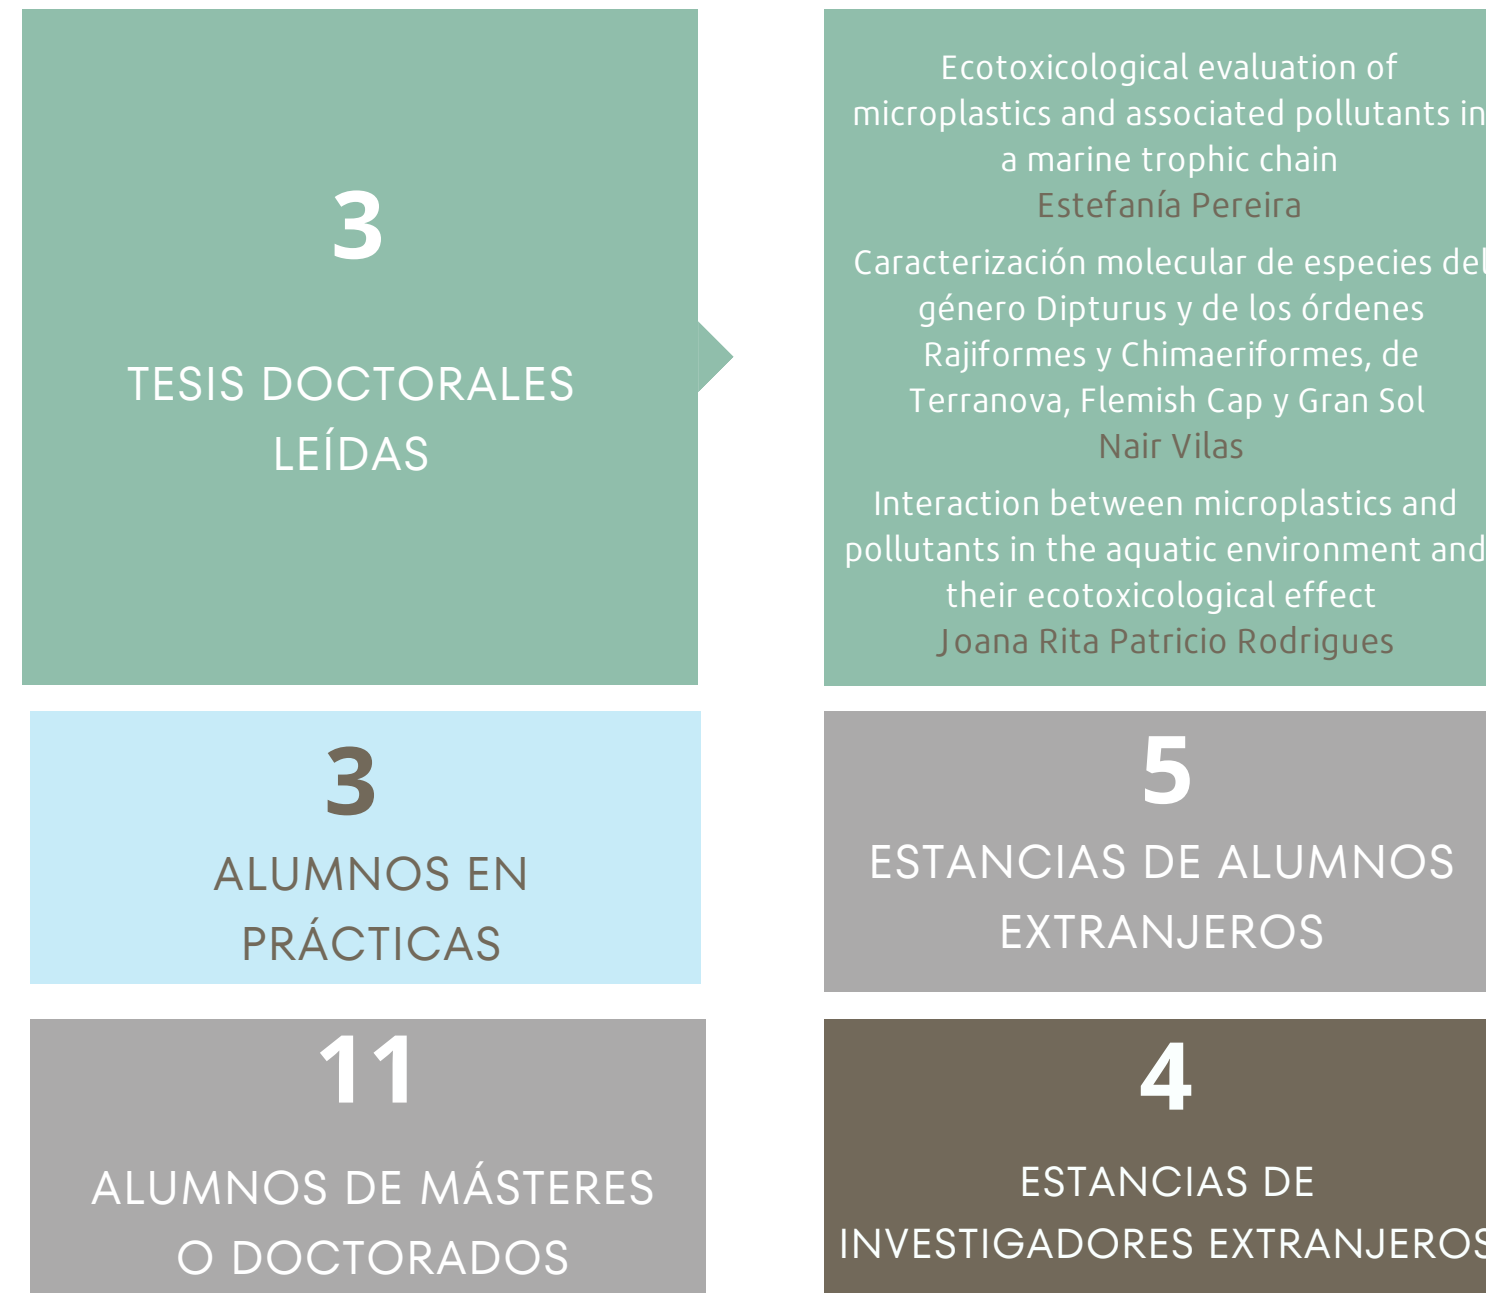 3
TESIS DOCTORALES
LEÍDAS
Ecotoxicological evaluation of
microplastics and associated pollutants in
a marine trophic chain
Estefanía Pereira
Caracterización molecular de especies del
género Dipturus y de los órdenes
Rajiformes y Chimaeriformes, de
Terranova, Flemish Cap y Gran Sol
Nair Vilas
Interaction between microplastics and
pollutants in the aquatic environment and
their ecotoxicological effect
Joana Rita Patricio Rodrigues
3
ALUMNOS EN
PRÁCTICAS
5
ESTANCIAS DE ALUMNOS
EXTRANJEROS
11
ALUMNOS DE MÁSTERES
O DOCTORADOS
4
ESTANCIAS DE
INVESTIGADORES EXTRANJEROS